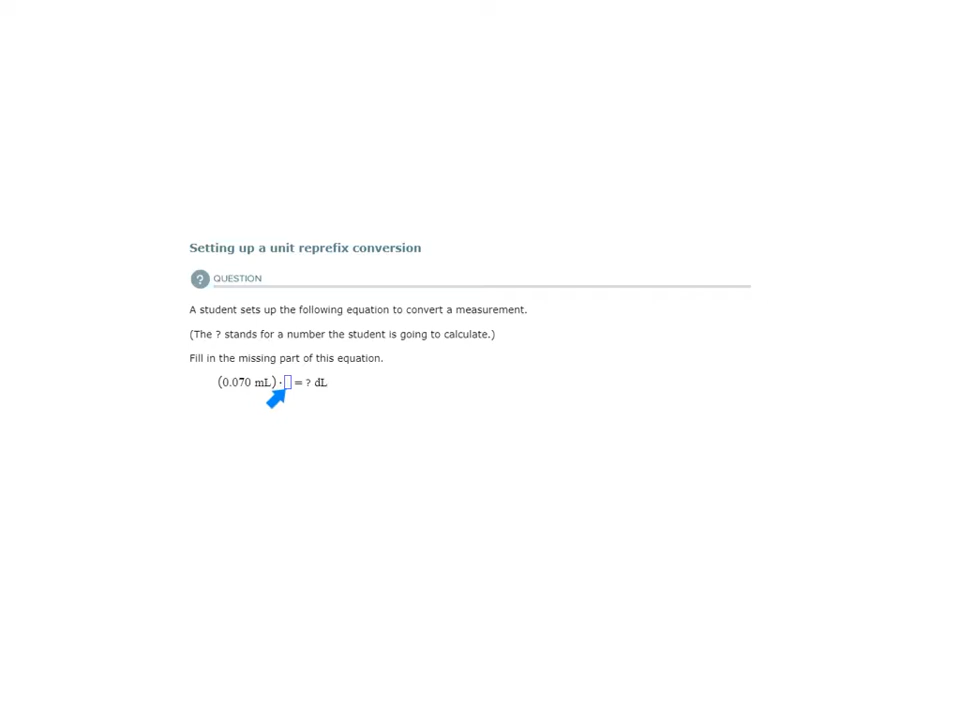 Setting up a unit reprefix conversion
? QUESTION
A student sets up the following equation to convert a measurement.
(The ? stands for a number the student is going to calculate.)
Fill in the missing part of this equation.
(0.070 mL) · □ = ? dL